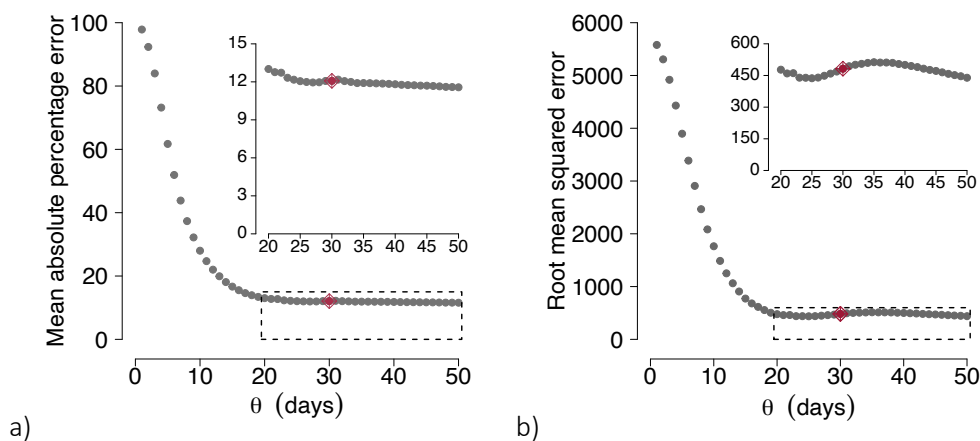 Mean absolute percentage error
100
80
60
40
20
0
15
12
9
6
3
0
20 25 30 35 40 45 50
0 10 20 30 40 50
θ (days)
a)
Root mean squared error
6000
5000
4000
3000
2000
1000
0
600
450
300
150
0
20 25 30 35 40 45 50
0 10 20 30 40 50
θ (days)
b)